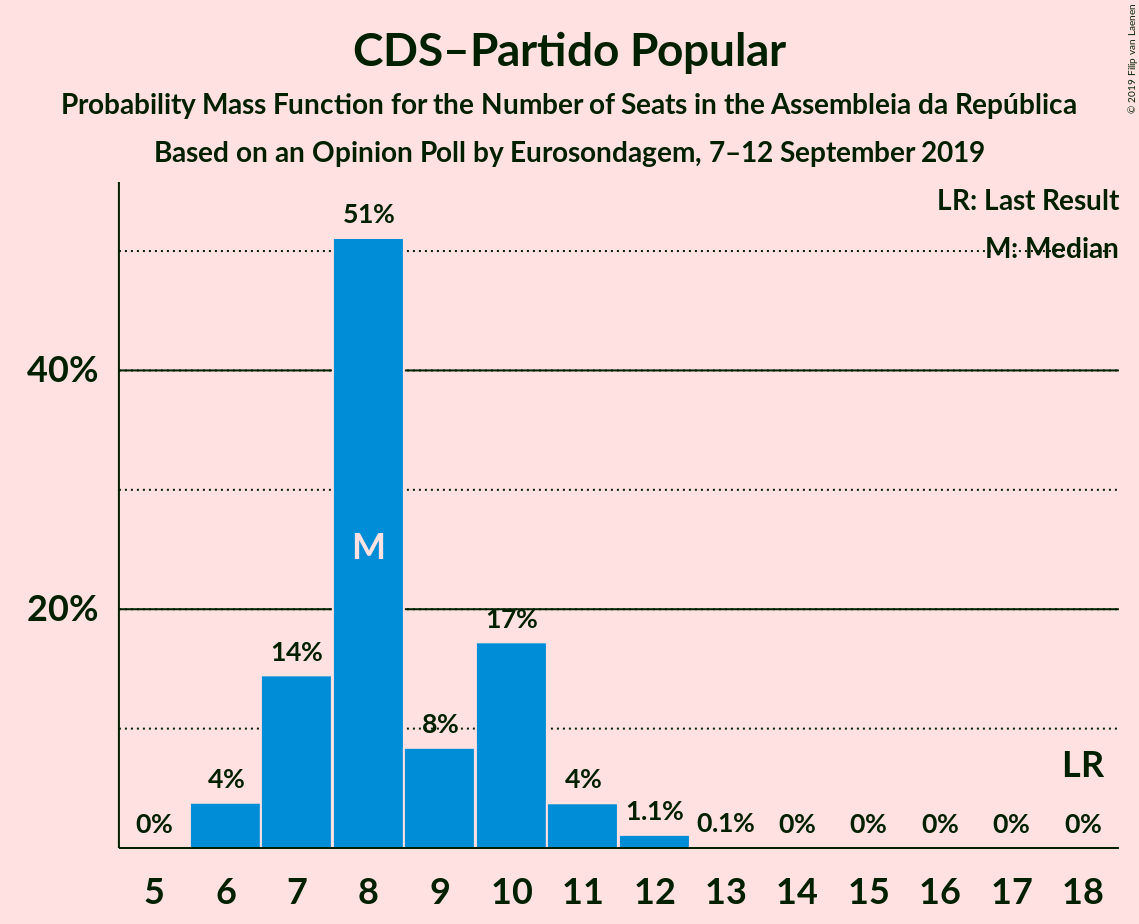 CDS–Partido Popular
Probability Mass Function for the Number of Seats in the Assembleia da República
Based on an Opinion Poll by Eurosondagem, 7–12 September 2019
© 2019 Filip van Laenen
LR: Last Result
M: Median
51%
40%
M
20%
17%
14%
8%
LR
4%
4%
1.1%
0.1%
0%
0%
0%
0%
0%
0%
5 6 7 8 9 10 11 12 13 14 15 16 17 18